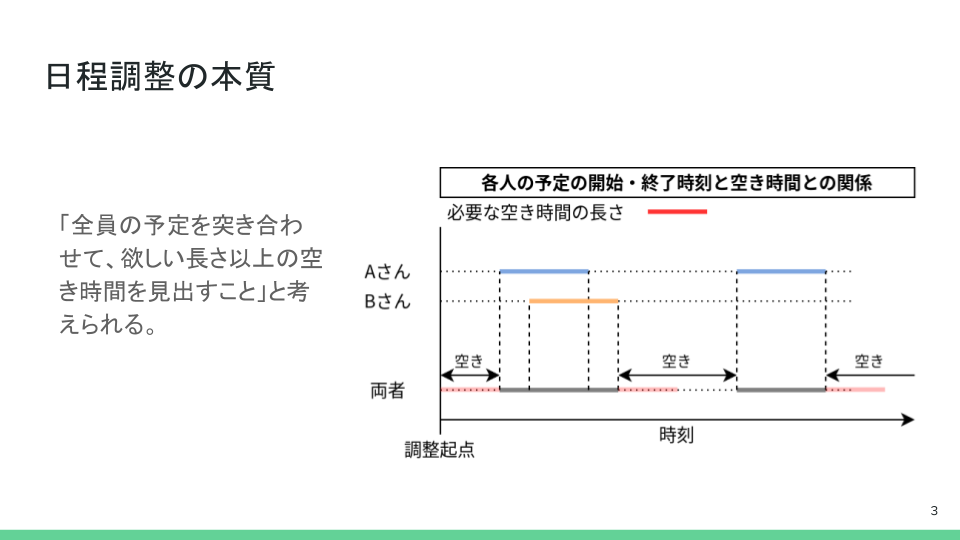 日程調整の本質
「全員の予定を突き合わ
せて、欲しい長さ以上の空
き時間を見出すこと」と考
えられる。
各人の予定の開始・終了時刻と空き時間との関係
必要な空き時間の長さ
Aさん
Bさん
空き
空き
空き
両者
時刻
調整起点
3